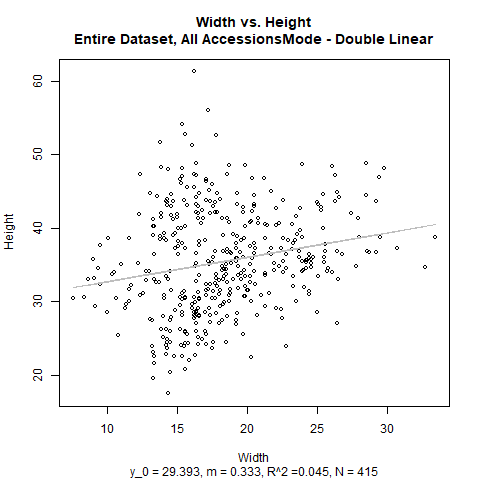 Width vs. Height
Entire Dataset, All AccessionsMode - Double Linear
60
50
40
30
20
Height
10 15 20 25 30
Width
y_0 = 29.393, m = 0.333, R^2 =0.045, N = 415